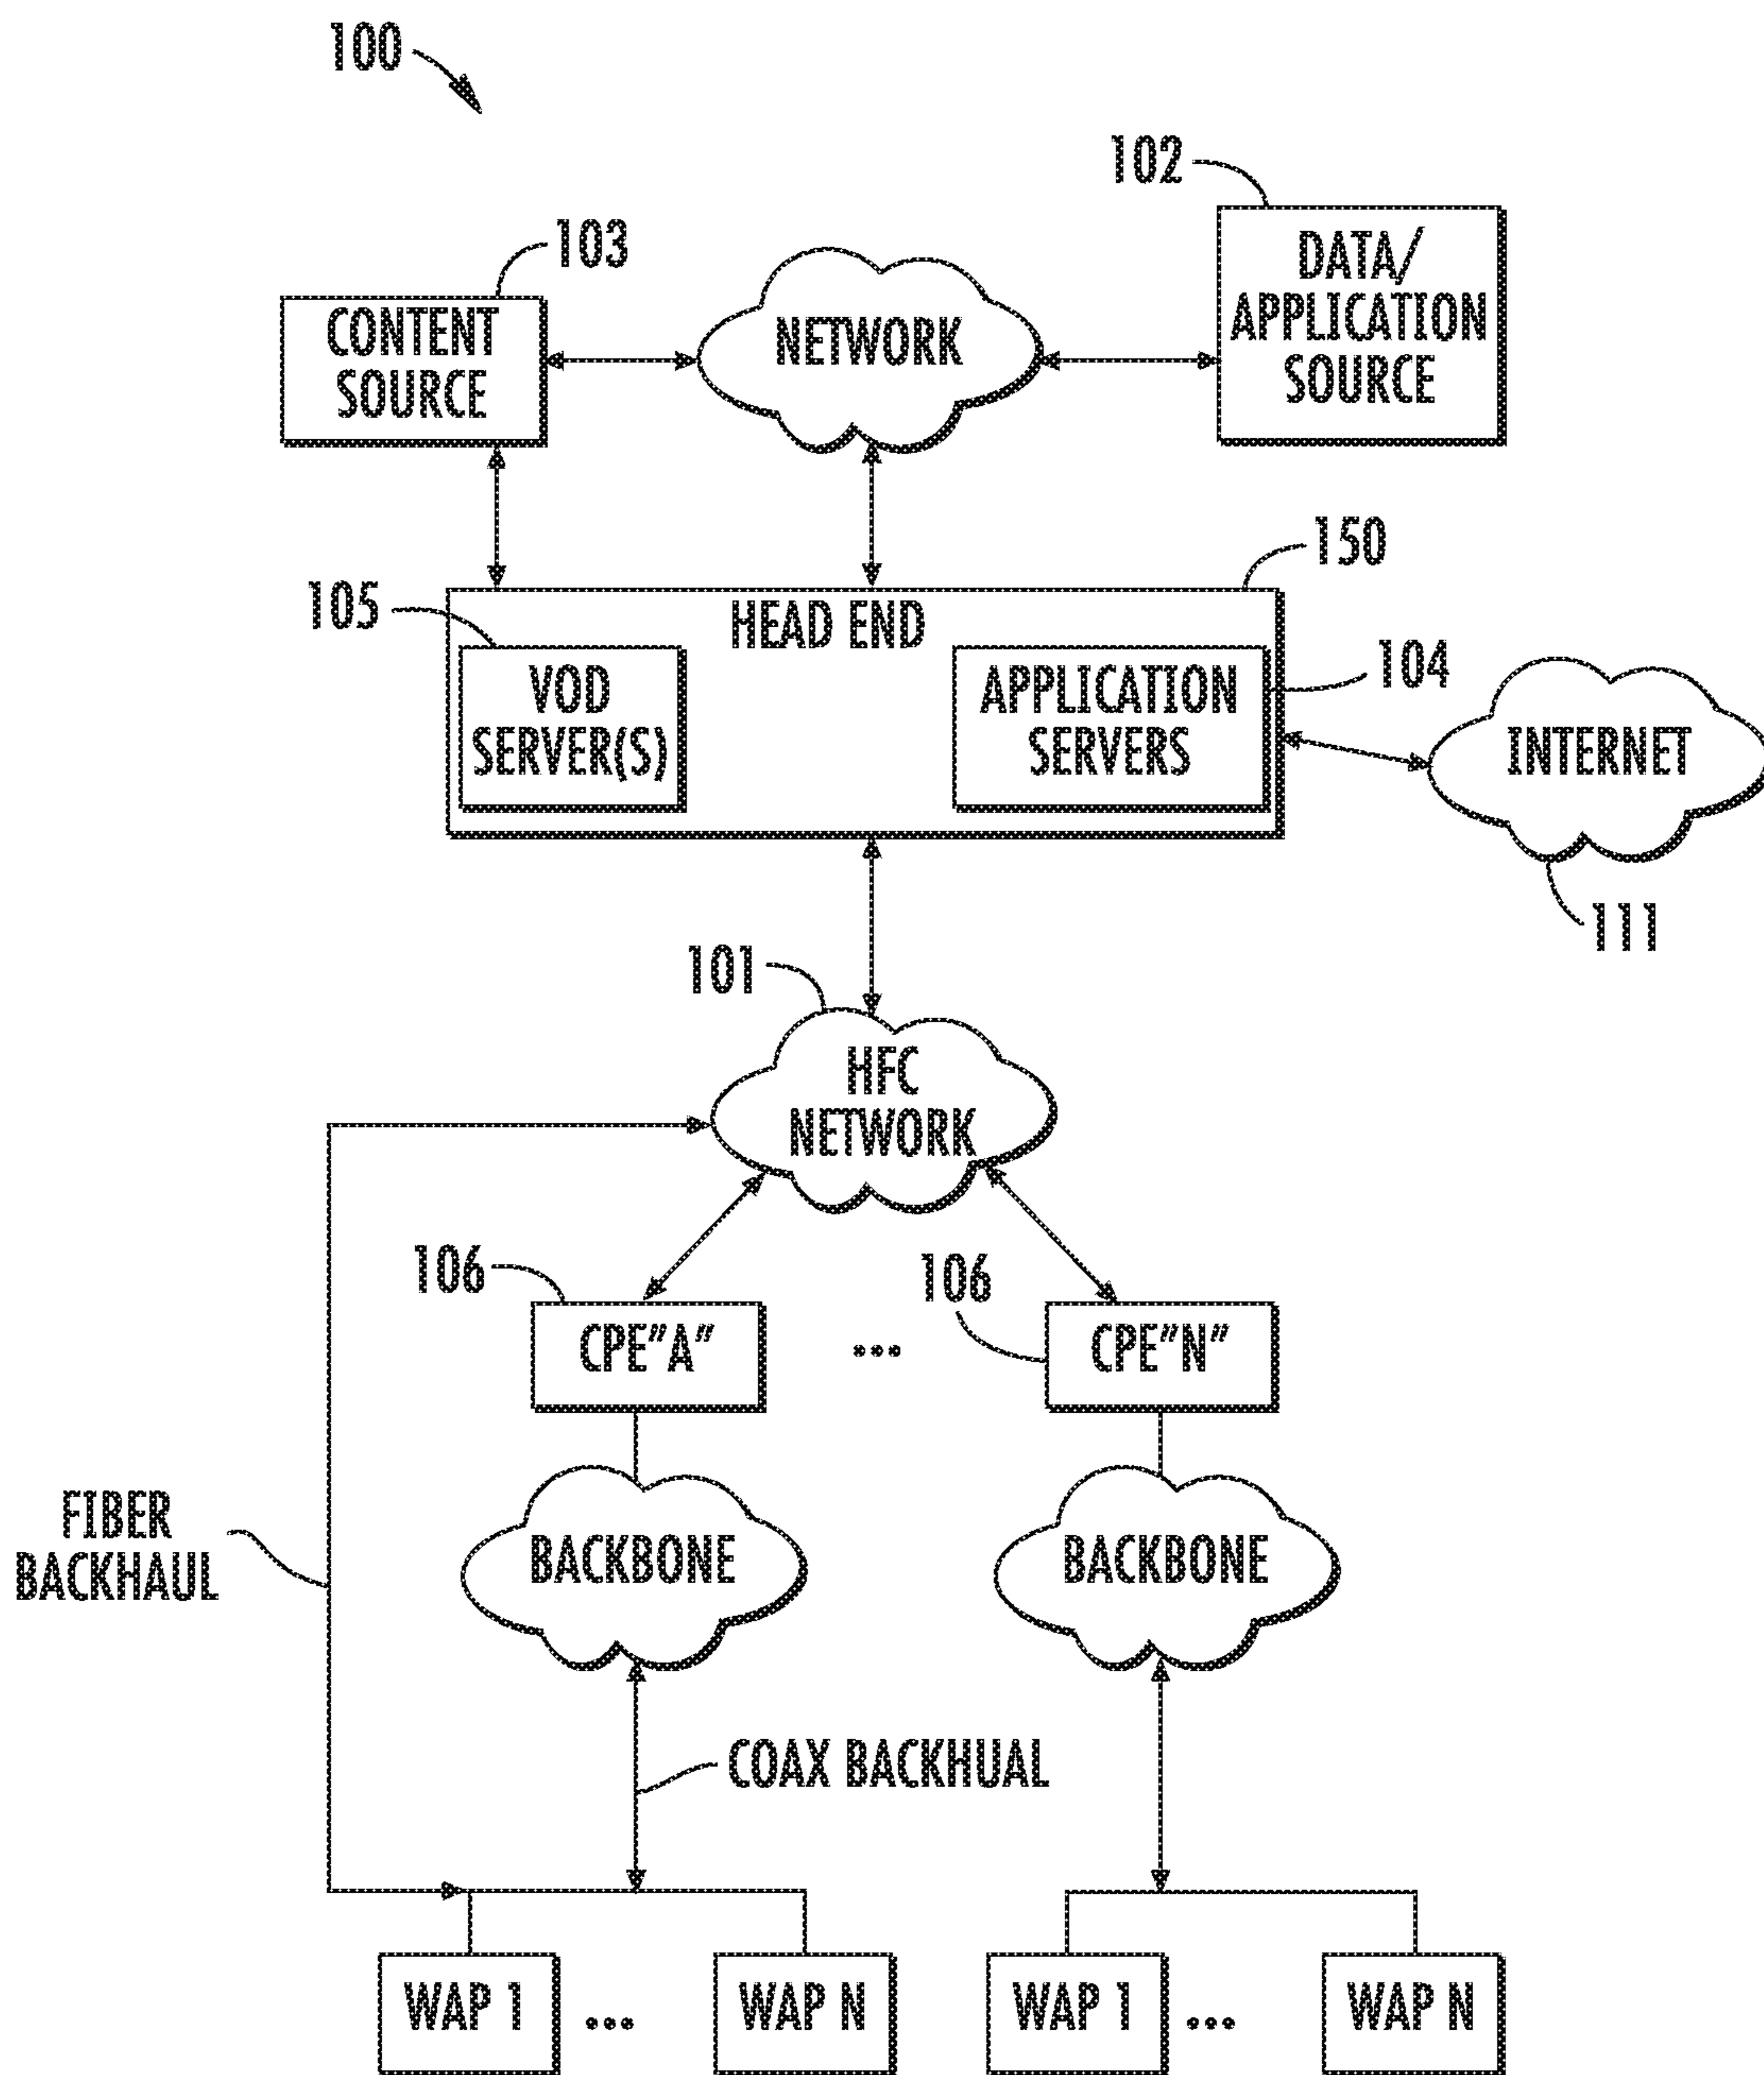 100
102
103
DATA/
APPLICATION
SOURCE
CONTENT
SOURCE
NETWORK
150
105
HEAD END
104
VOD
SERVER(S)
APPLICATION
SERVERS
INTERNET
111
101
HFC
NETWORK
106
106
CPE"A"
...
CPE"N"
FIBER
BACKHAUL
BACKBONE
BACKBONE
COAX BACKHUAL
WAP 1
...
WAP N
WAP 1
...
WAP N